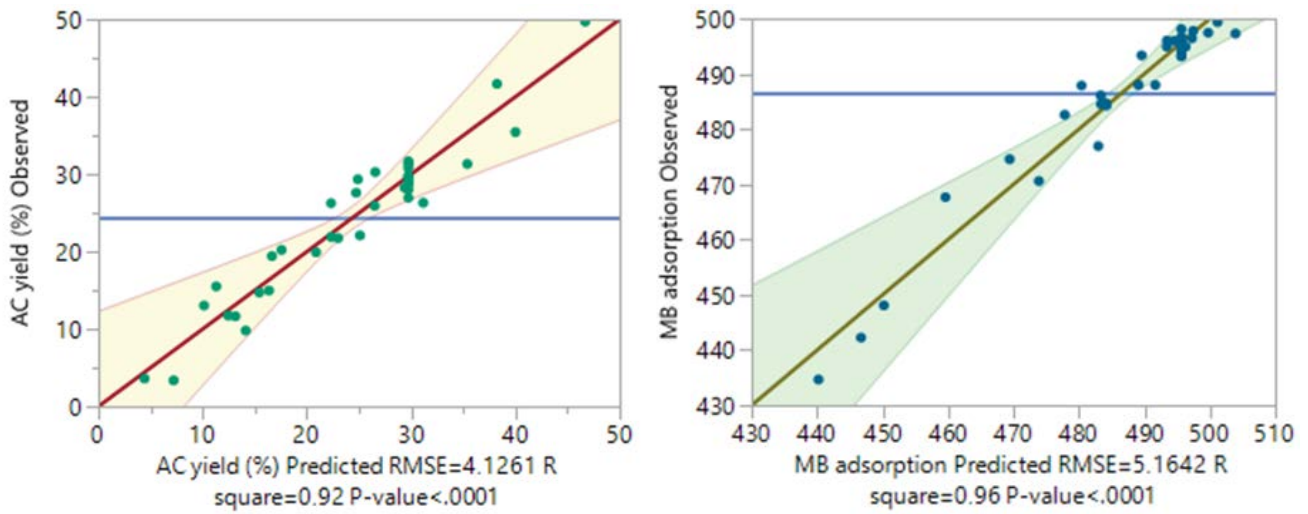 50
40
30
20
10
0
AC yield (%) Observed
0 10 20 30 40 50
AC yield (%) Predicted RMSE=4.1261 R
square=0.92 P-value<.0001
500
490
480
470
460
450
440
430
MB adsorption Observed
430 440 450 460 470 480 490 500 510
MB adsorption Predicted RMSE=5.1642 R
square=0.96 P-value<.0001